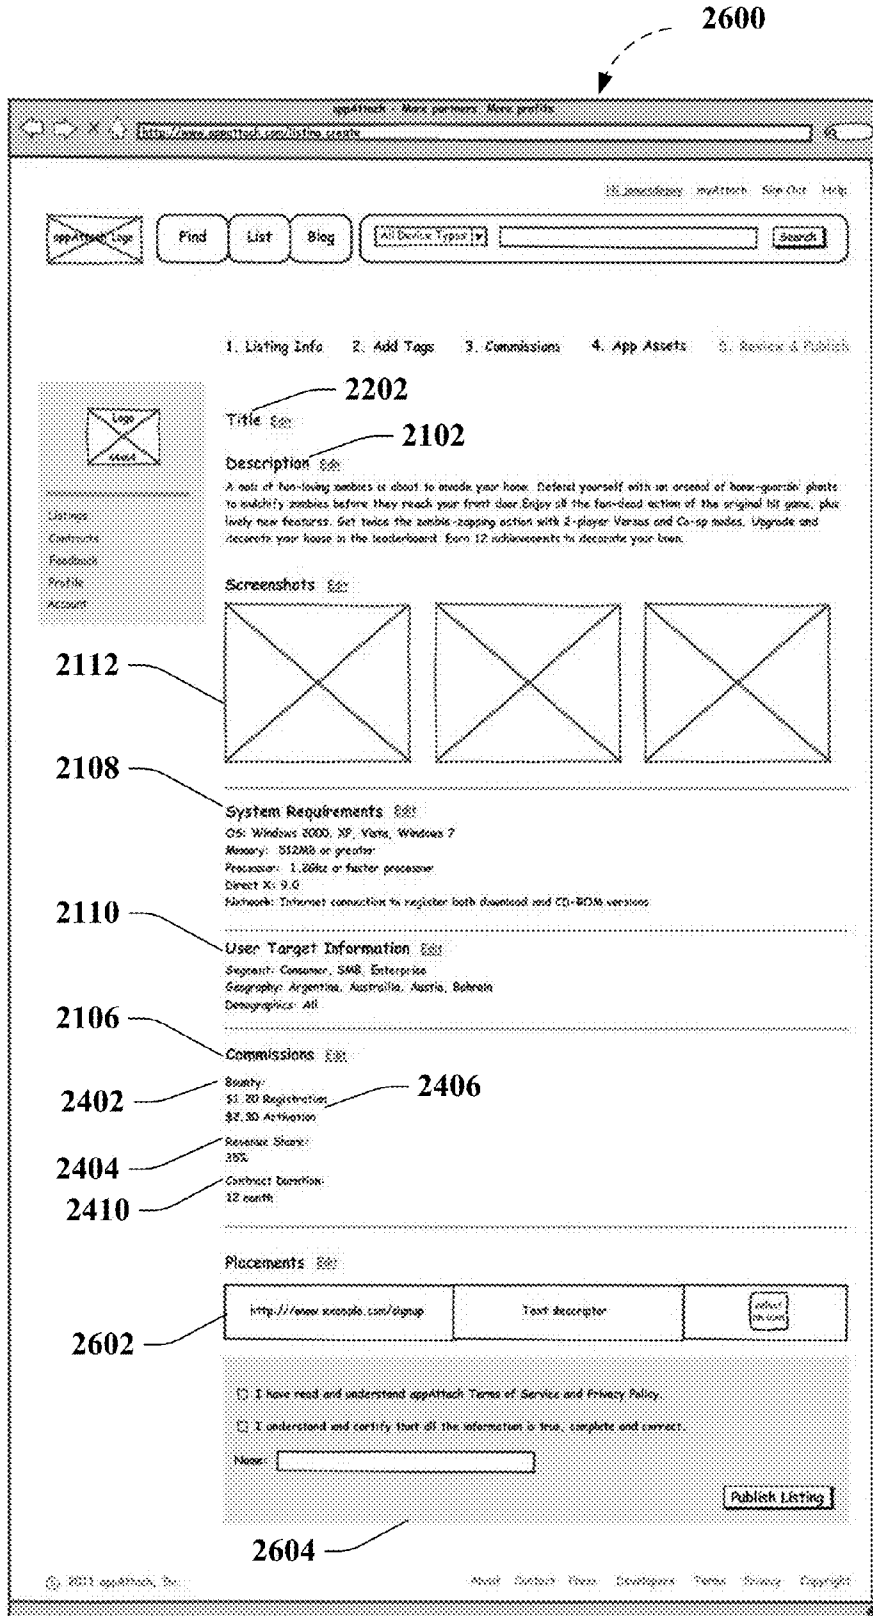 2600
appAttach - More partners. More profits
http://www.appattach.com/listing_create
myAttach Sign Out Help
appAttach Logo Find List Blog All Device Types Search
1. Listing Info 2. Add Tags 3. Commissions 4. App Assets 5. Review & Publish
2202
Logo
Title Edit
2102
Description Edit
A mob of fun-loving zombies is about to invade your home. Defend yourself with an arsenal of home-guardin' plants
to mulchify zombies before they reach your front door. Enjoy all the fun-dead action of the original hit game, plus
lively new features. Get twice the zombie-zapping action with 2-player Versus and Co-op modes. Upgrade and
decorate your house in the leaderboard. Earn 12 achievements to decorate your lawn.
Listings
Contracts
Feedback
Profile
Account
Screenshots Edit
2112
2108
System Requirements Edit
OS: Windows 2000, XP, Vista, Windows 7
Memory: 512MB or greater
Processor: 1.2Ghz or faster processor
Direct X: 9.0
Network: Internet connection to register both download and CD-ROM versions
2110
User Target Information Edit
Segment: Consumer, SMB, Enterprise
Geography: Argentina, Australia, Austia, Bahrain
Demographics: All
2106
Commissions Edit
2402
Bounty:
2406
$1.20 Registration
$2.30 Activation
2404
Revenue Share:
35%
2410
Contract Duration:
12 month
Placements Edit
http:///www.example.com/signup Text descriptor
2602
I have read and understand appAttach Terms of Service and Privacy Policy.
I understand and certify that all the information is true, complete and correct.
Name:
Publish Listing
2604
© 2011 appAttach, Inc. About Contact Press Developers Terms Privacy Copyright